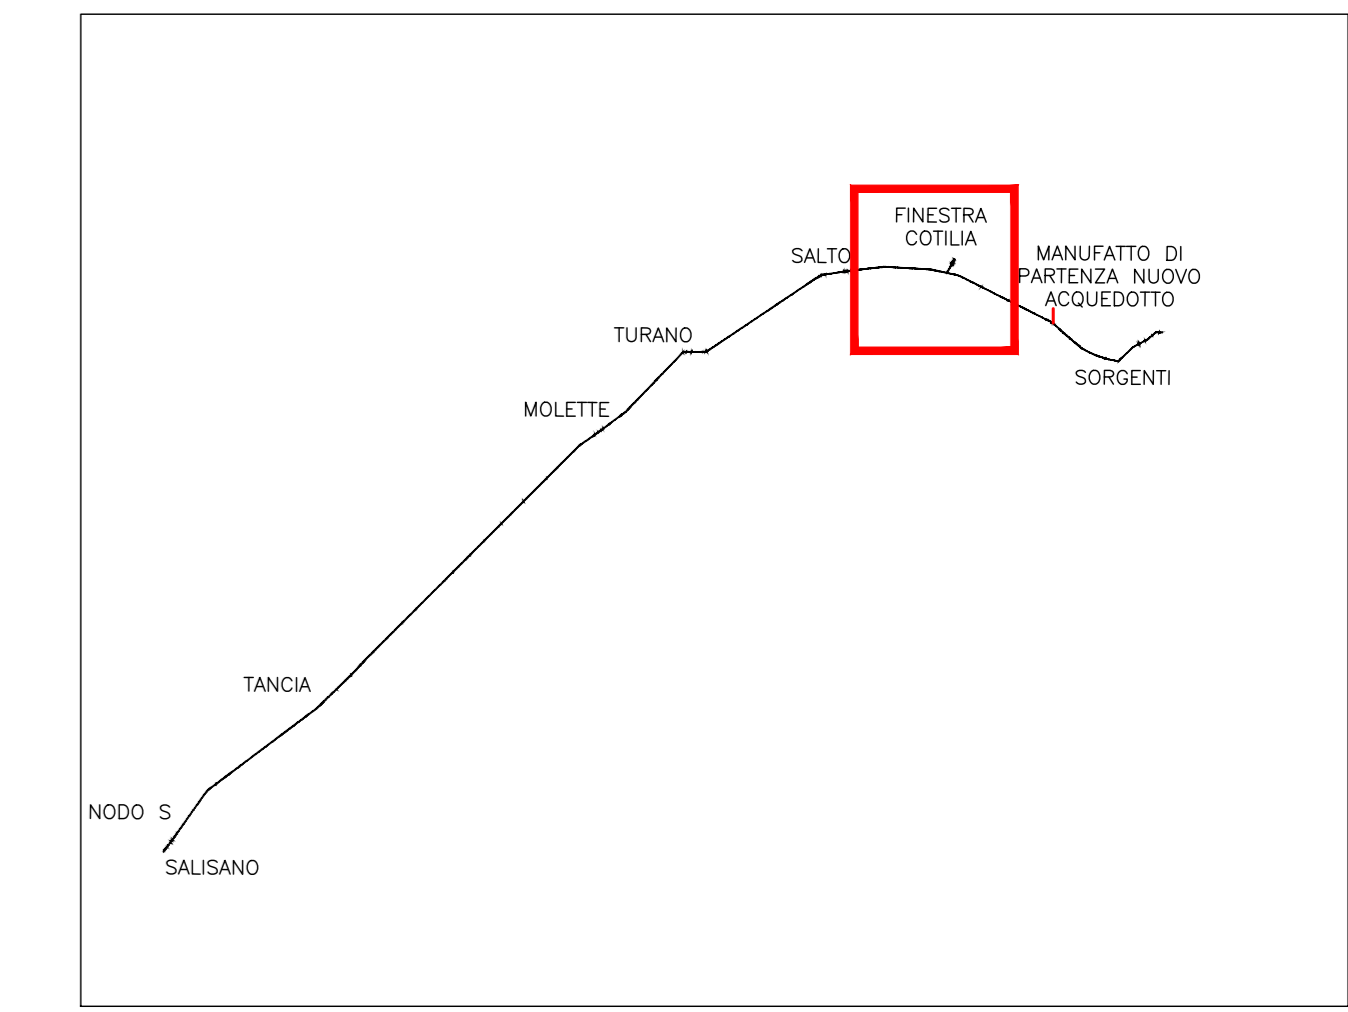 FINESTRA
COTILIA
SALTO
MANUFATTO DI
PARTENZA NUOVO
ACQUEDOTTO
TURANO
SORGENTI
MOLETTE
TANCIA
NODO S
SALISANO